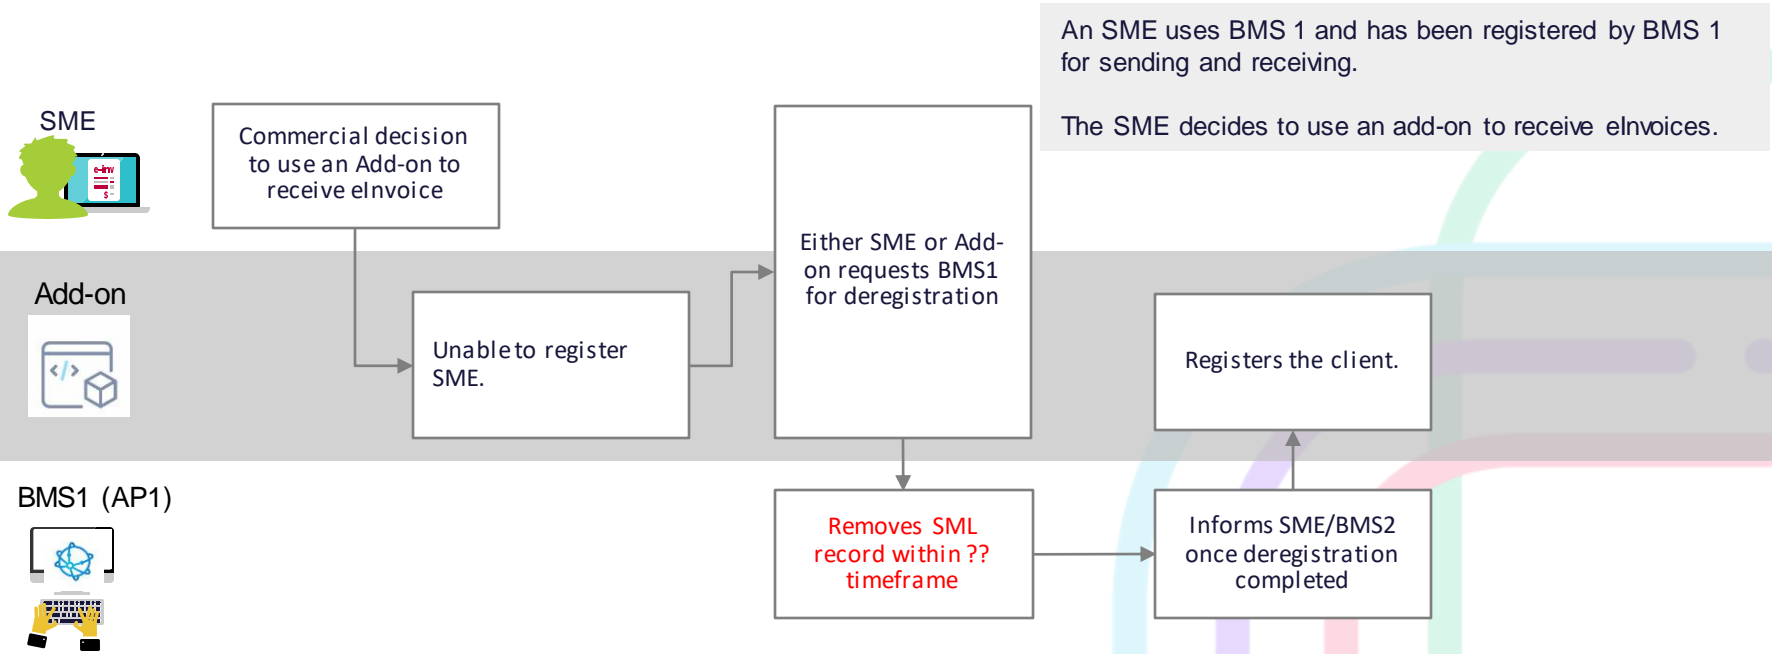 An SME uses BMS 1 and has been registered by BMS 1
for sending and receiving.
The SME decides to use an add-on to receive eInvoices.
SME
e-inv
$
Commercial decision
to use an Add-on to
receive eInvoice
Either SME or Add-
on requests BMS1
for deregistration
Add-on
</>
Unable to register
SME.
Registers the client.
BMS1 (AP1)
Removes SML
record within ??
timeframe
Informs SME/BMS2
once deregistration
completed